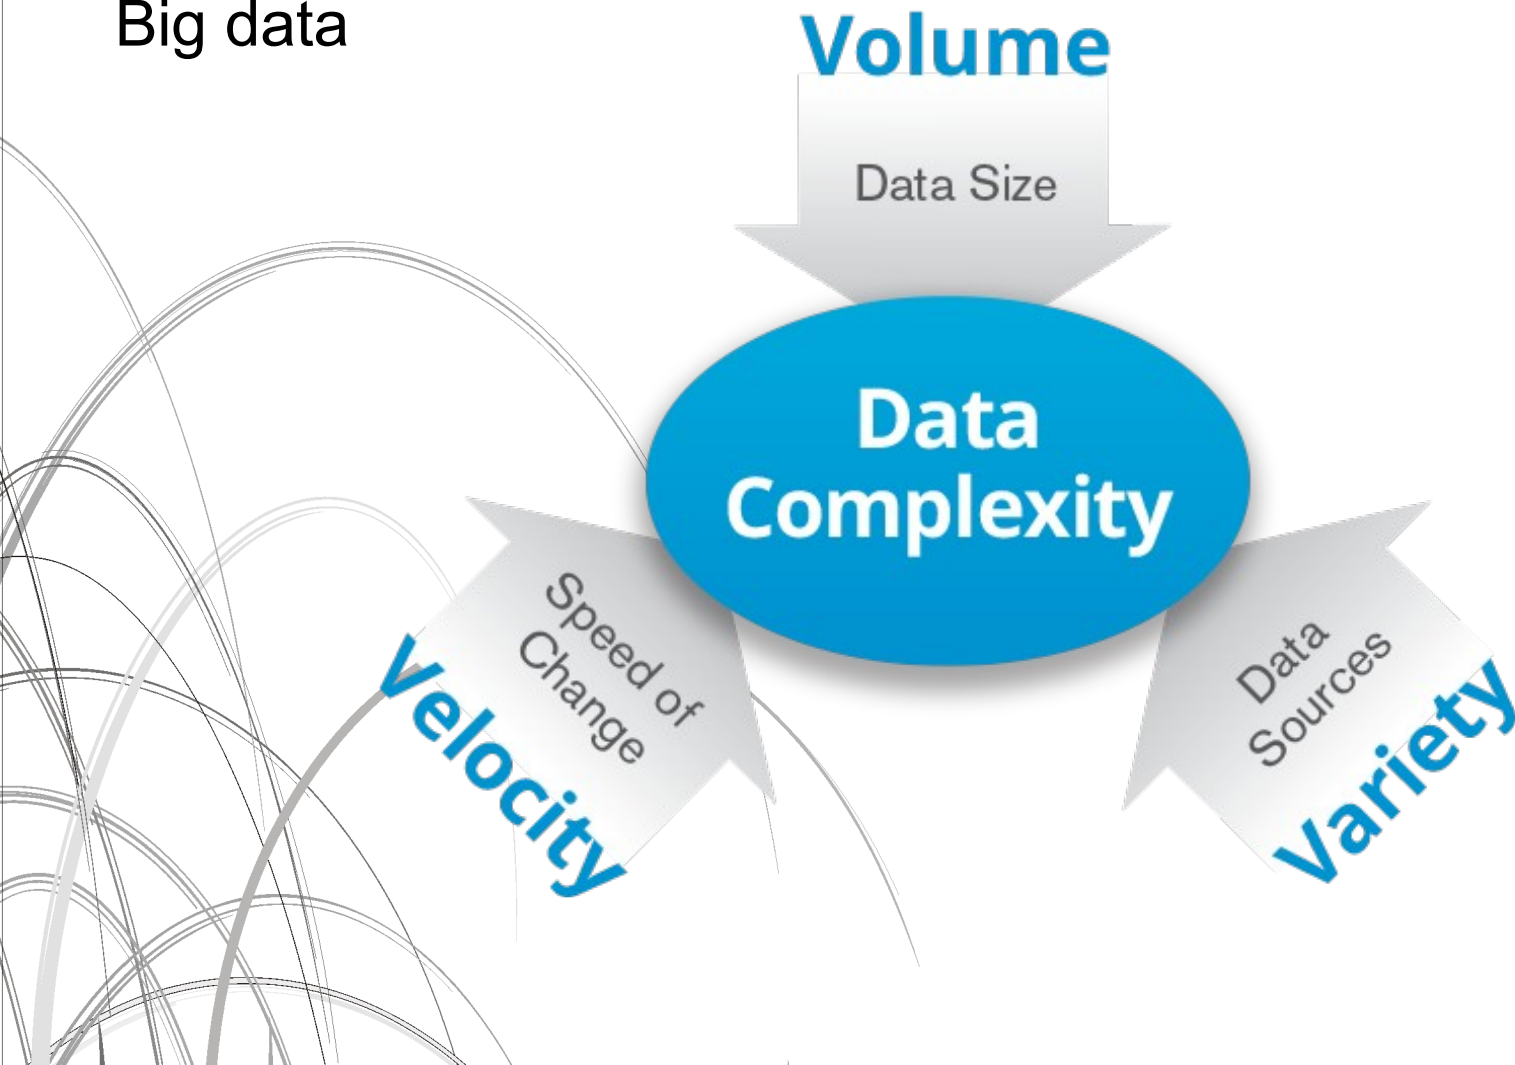 Big data
Volume
Data Size
Data
Complexity
Speed of
Change
Velocity
Data
Sources
Variety